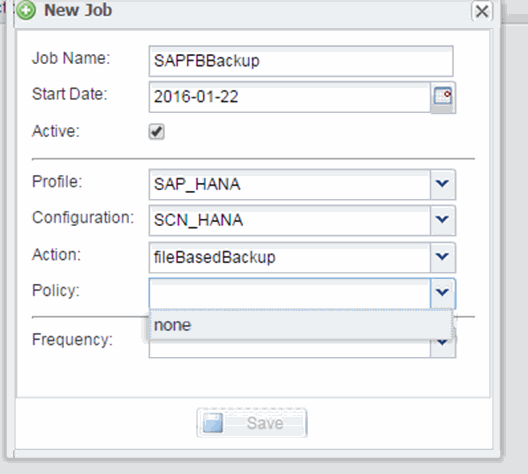 New Job
Job Name: SAPFBBackup
Start Date: 2016-01-22
Active:
Profile: SAP_HANA
Configuration: SCN_HANA
Action: fileBasedBackup
Policy:
none
Frequency:
Save